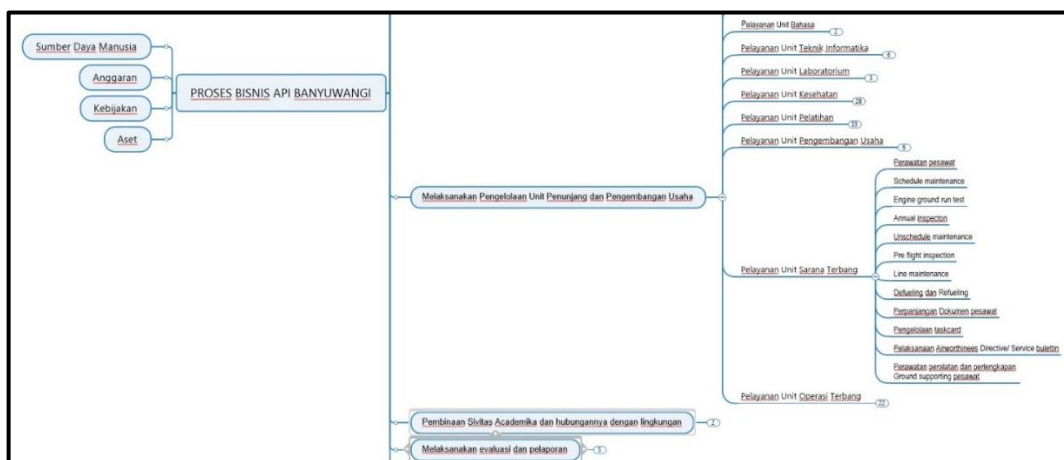 Sumber Daya Manusia
Anggaran
Kebijakan
Aset
PROSES BISNIS API BANYUWANGI
Melaksanakan Pengelolaan Unit Penunjang dan Pengembangan Usaha
Pelayanan Unit Bahasa
2
Pelayanan Unit Teknik Informatika
6
Pelayanan Unit Laboratorium
3
Pelayanan Unit Kesehatan
28
Pelayanan Unit Pelatihan
33
Pelayanan Unit Pengembangan Usaha
6
Pelayanan Unit Sarana Terbang
Perawatan pesawat
Schedule maintenance
Engine ground run test
Annual Inspecton
Unschedule maintenance
Pre flight inspection
Line maintenance
Defueling dan Refueling
Perpanjangan Dokumen pesawat
Pengelolaan taskcard
Pelaksanaan Airworthinees Directive/ Service buletin
Perawatan peralatan dan perlengkapan
Ground supporting pesawat
Pelayanan Unit Operasi Terbang
22
Pembinaan Sivitas Academika dan hubungannya dengan lingkungan
2
Melaksanakan evaluasi dan pelaporan
3